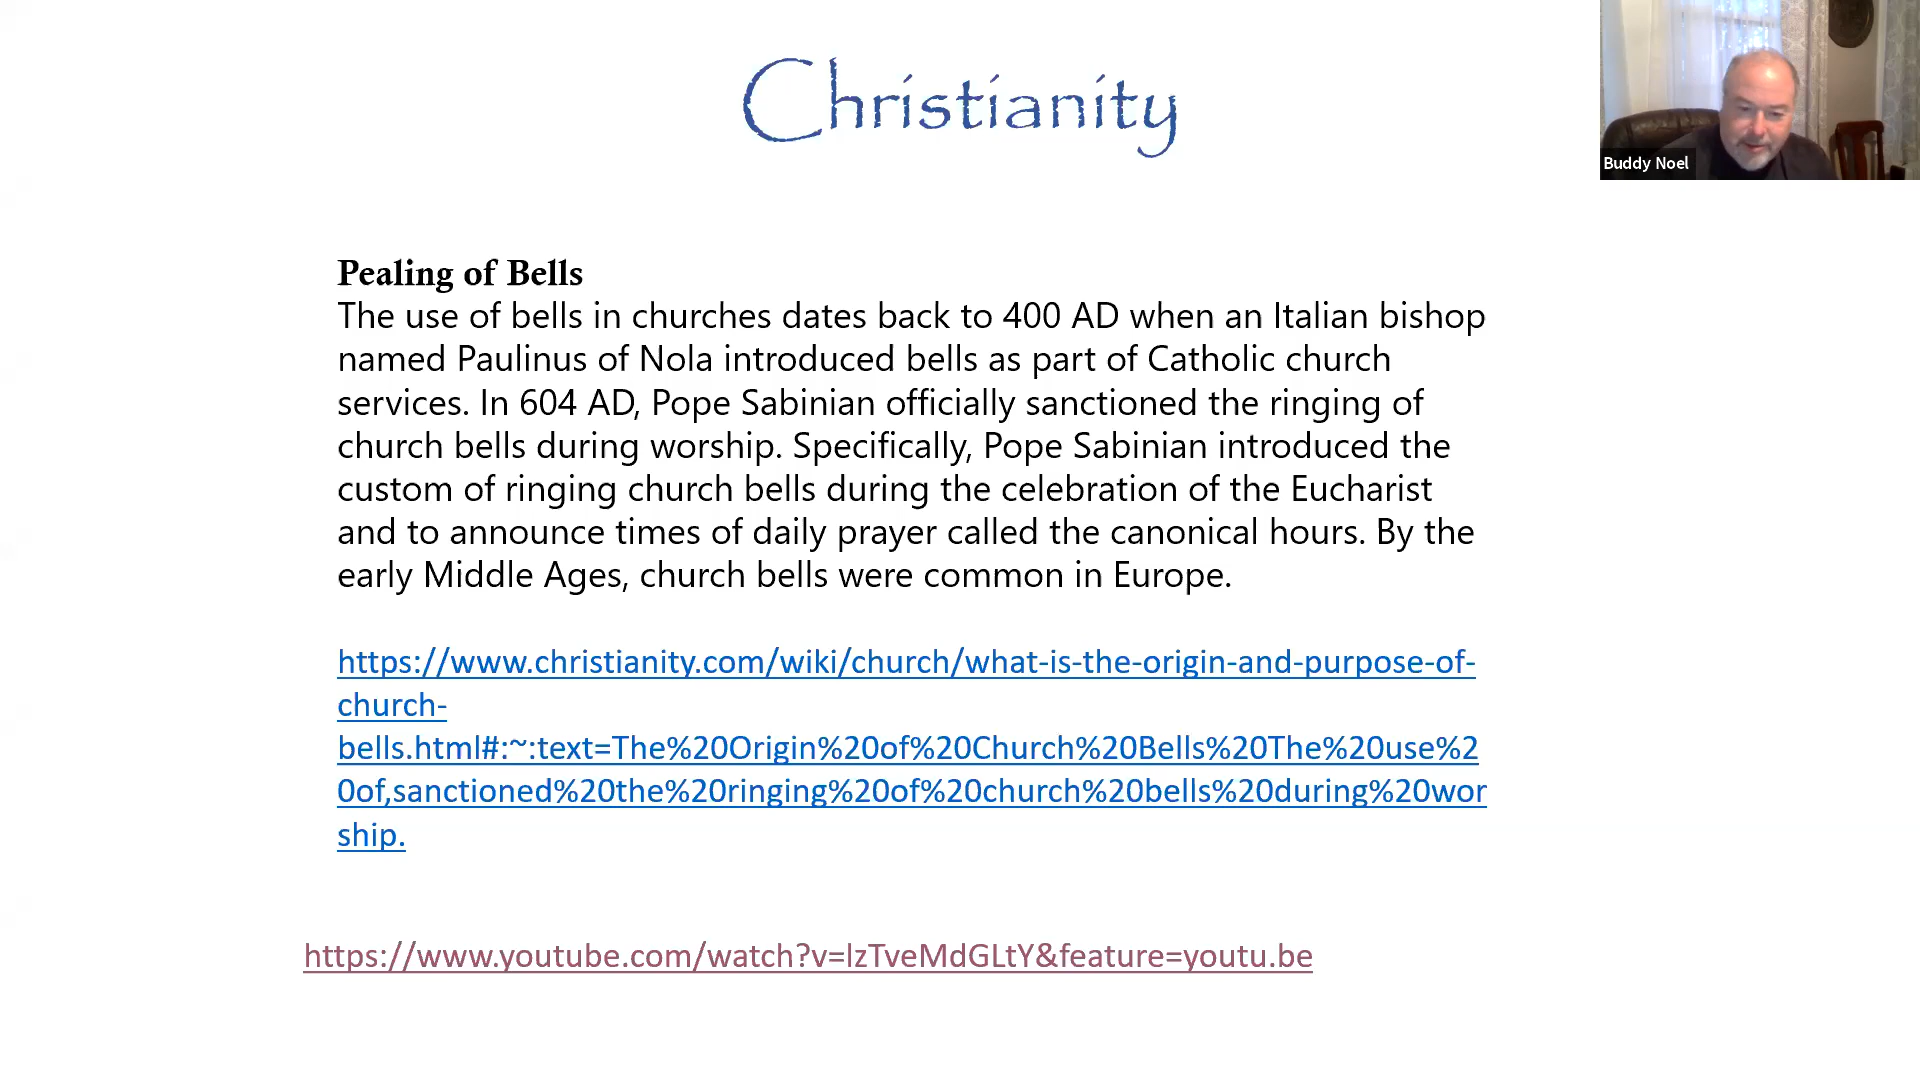 Christianity
Buddy Noel
Pealing of Bells
The use of bells in churches dates back to 400 AD when an Italian bishop
named Paulinus of Nola introduced bells as part of Catholic church
services. In 604 AD, Pope Sabinian officially sanctioned the ringing of
church bells during worship. Specifically, Pope Sabinian introduced the
custom of ringing church bells during the celebration of the Eucharist
and to announce times of daily prayer called the canonical hours. By the
early Middle Ages, church bells were common in Europe.
https://www.christianity.com/wiki/church/what-is-the-origin-and-purpose-of-
church-
bells.html#:~:text=The%20Origin%20of%20Church%20Bells%20The%20use%2
0of,sanctioned%20the%20ringing%20of%20church%20bells%20during%20wor
ship.
https://www.youtube.com/watch?v=lzTveMdGLtY&feature=youtu.be